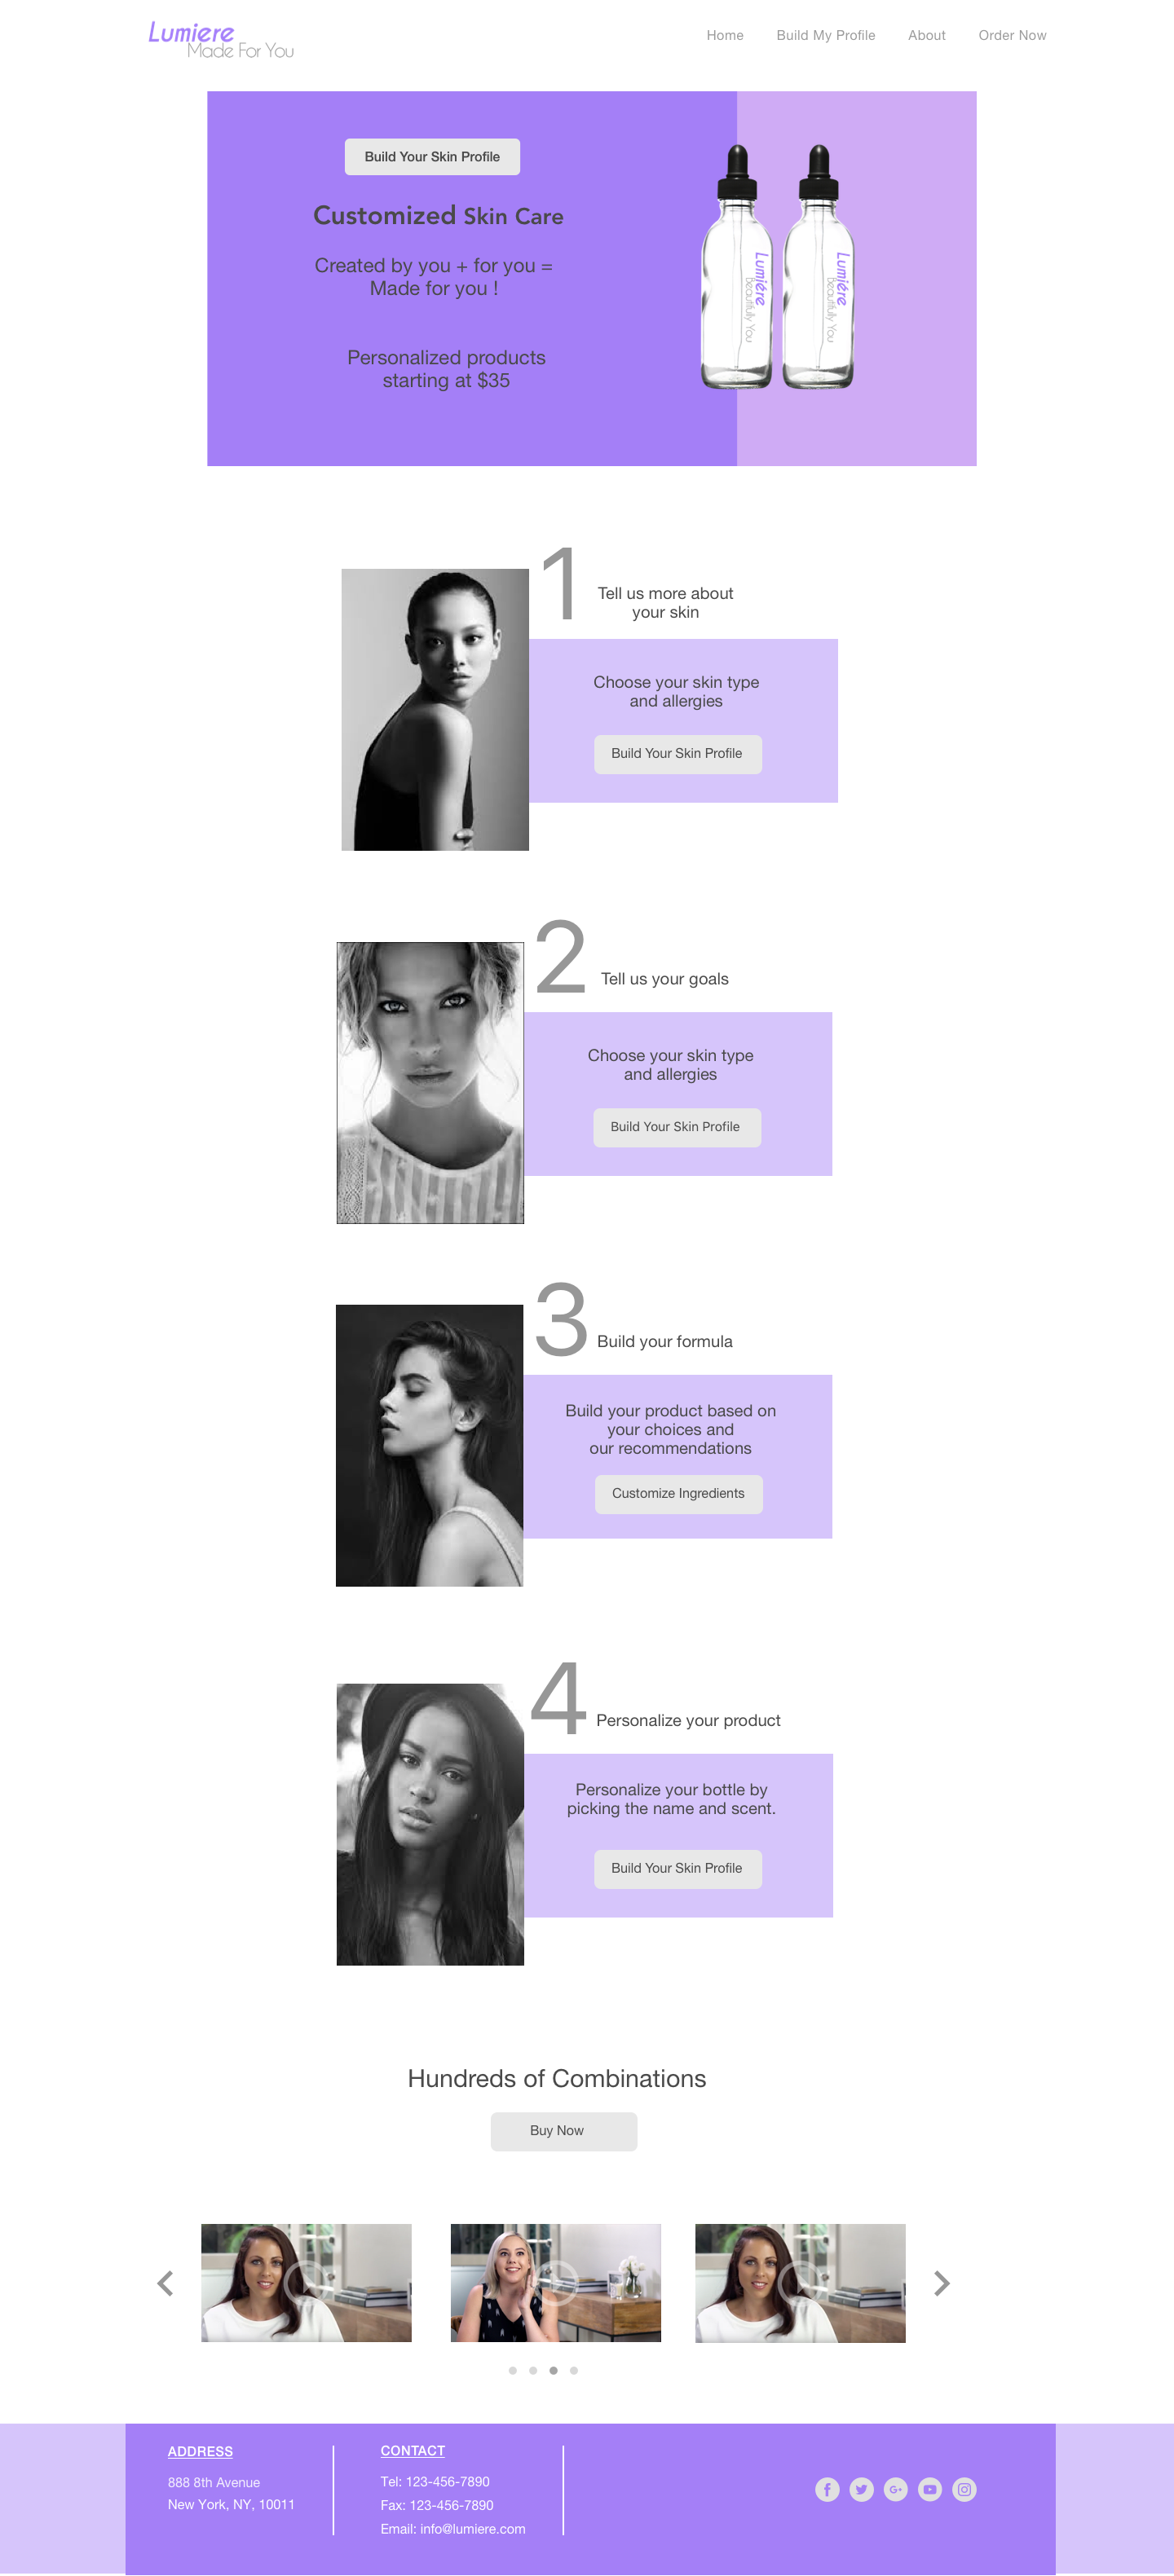 Lumiere
Made For You
Home Build My Profile About Order Now
Build Your Skin Profile
Customized Skin Care
Created by you + for you =
Made for you !
Personalized products
starting at $35
Lumiére
Beautifully You
Lumiére
Beautifully You
1
Tell us more about
your skin
Choose your skin type
and allergies
Build Your Skin Profile
2
Tell us your goals
Choose your skin type
and allergies
Build Your Skin Profile
3
Build your formula
Build your product based on
your choices and
our recommendations
Customize Ingredients
4
Personalize your product
Personalize your bottle by
picking the name and scent.
Build Your Skin Profile
Hundreds of Combinations
Buy Now
ADDRESS
888 8th Avenue
New York, NY, 10011
CONTACT
Tel: 123-456-7890
Fax: 123-456-7890
Email: info@lumiere.com